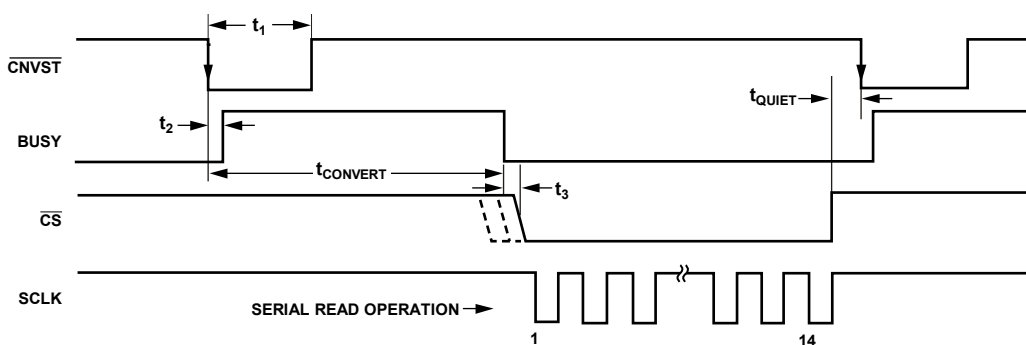 t1
CNVST
tQUIET
t2
BUSY
tCONVERT
t3
CS
SCLK
SERIAL READ OPERATION
1
14